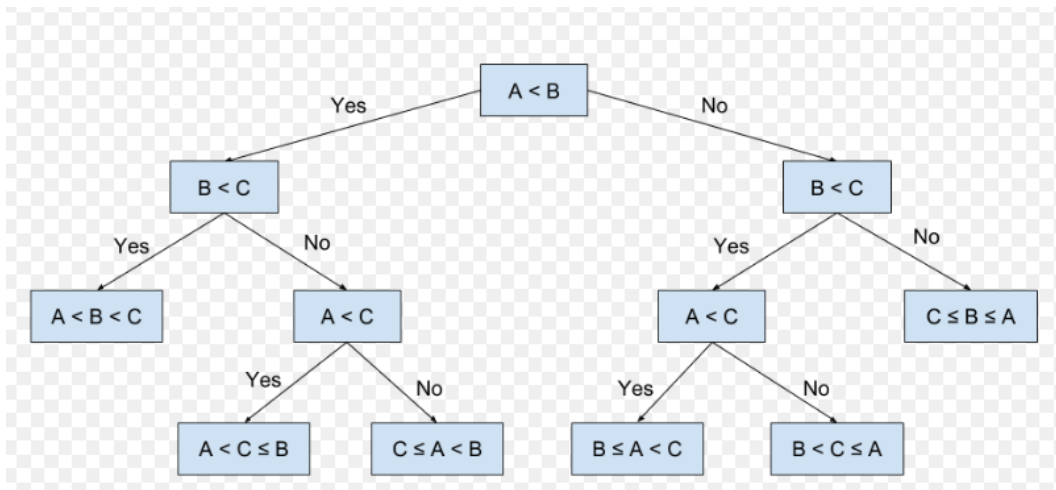 A < B
Yes
No
B < C
B < C
Yes
No
Yes
No
A < B < C
A < C
A < C
C ≤ B ≤ A
Yes
No
Yes
No
A < C ≤ B
C ≤ A < B
B ≤ A < C
B < C ≤ A